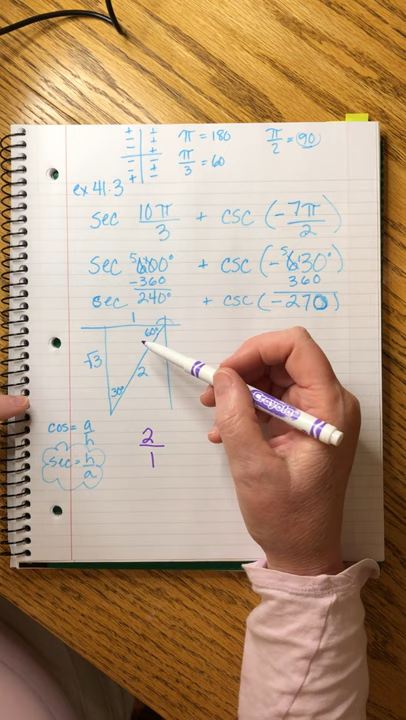 + | + π = 180 π/2 = 90
- | -
- | + π/3 = 60
+ | -
ex 41.3
sec 10π/3 + csc (- 7π/2)
sec 600° + csc (- 630°)
-360 360
sec 240° + csc (- 270)
1
60°
√3
2
30°
cos = a/h
sec = h/a
2/1
Crayola